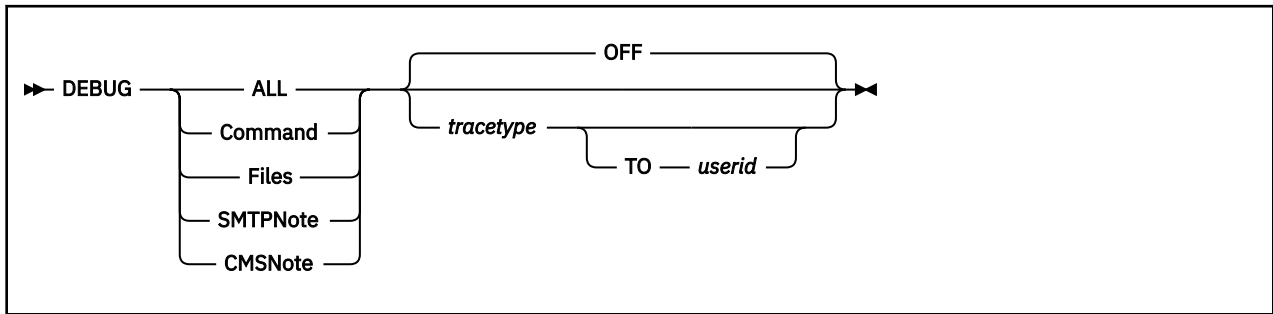 OFF
DEBUG ALL
Command tracetype
Files TO userid
SMTPNote
CMSNote